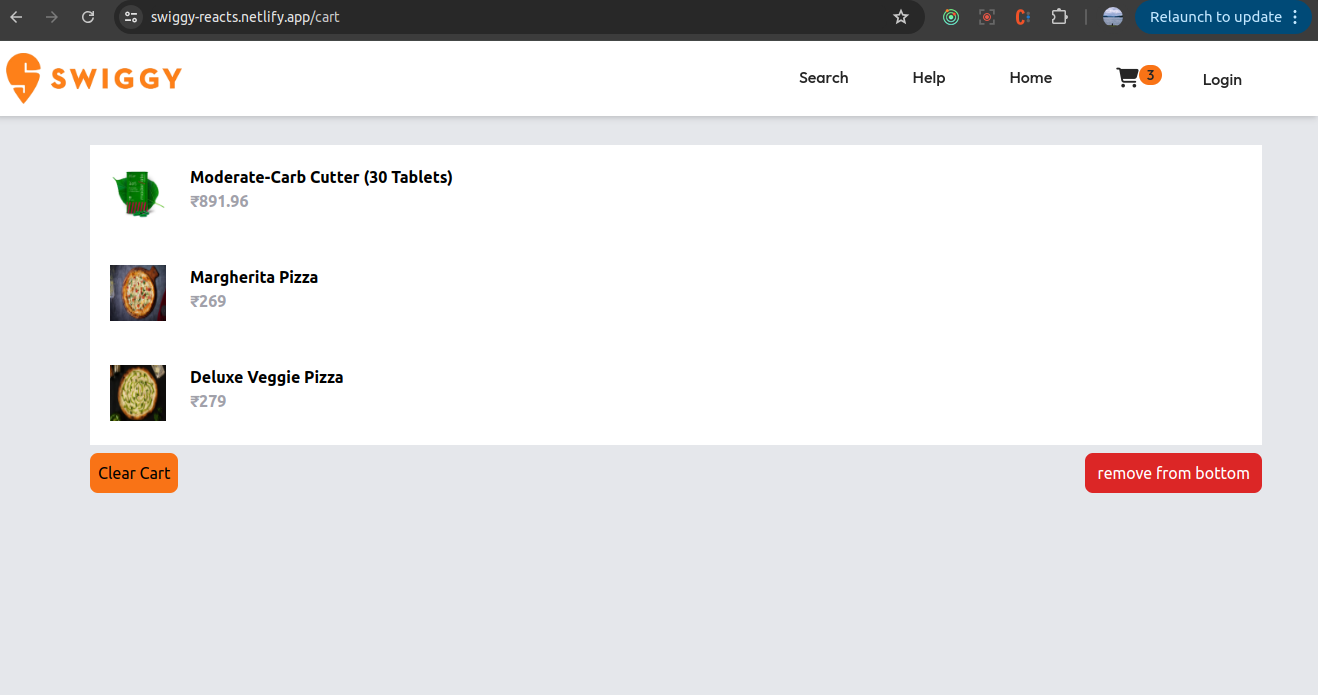 swiggy-reacts.netlify.app/cart
Relaunch to update
SWIGGY
Search
Help
Home
3
Login
Moderate-Carb Cutter (30 Tablets)
₹891.96
Margherita Pizza
₹269
Deluxe Veggie Pizza
₹279
Clear Cart
remove from bottom